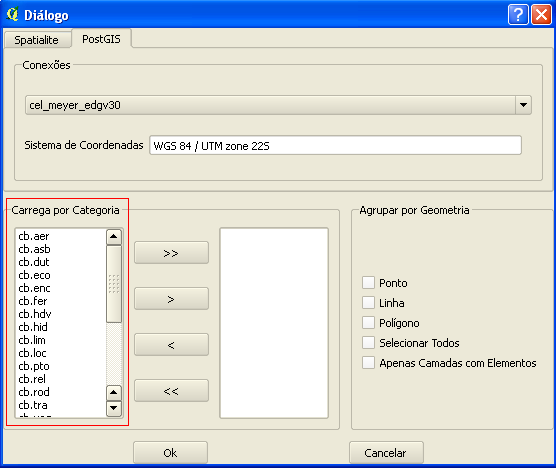 Diálogo
Spatialite
PostGIS
Conexões
cel_meyer_edgv30
Sistema de Coordenadas
WGS 84 / UTM zone 22S
Carrega por Categoria
cb.aer
cb.asb
cb.dut
cb.eco
cb.enc
cb.fer
cb.hdv
cb.hid
cb.lim
cb.loc
cb.pto
cb.rel
cb.rod
cb.tra
>>
>
<
<<
Agrupar por Geometria
Ponto
Linha
Polígono
Selecionar Todos
Apenas Camadas com Elementos
Ok
Cancelar